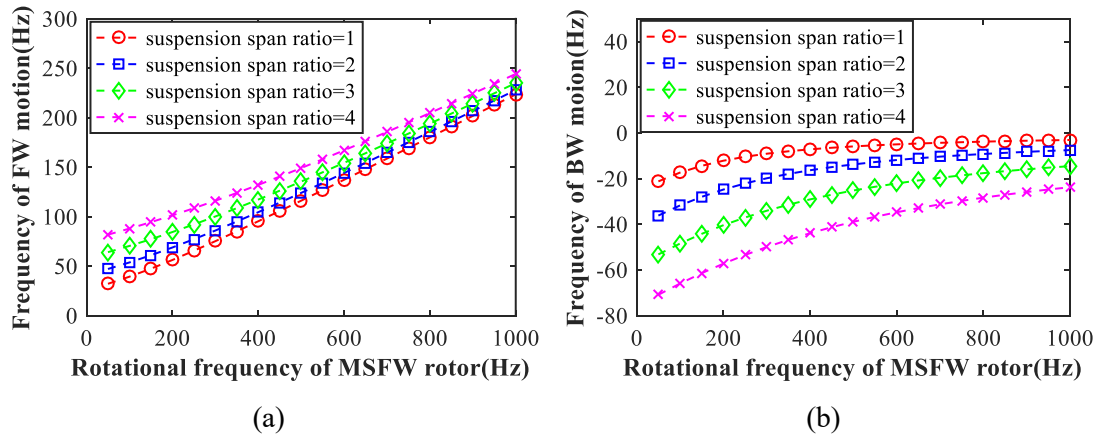 Frequency of FW motion(Hz)
300
250
200
150
100
50
0
suspension span ratio=1
suspension span ratio=2
suspension span ratio=3
suspension span ratio=4
0 200 400 600 800 1000
Rotational frequency of MSFW rotor(Hz)
(a)
Frequency of BW moion(Hz)
40
20
0
-20
-40
-60
-80
suspension span ratio=1
suspension span ratio=2
suspension span ratio=3
suspension span ratio=4
0 200 400 600 800 1000
Rotational frequency of MSFW rotor(Hz)
(b)